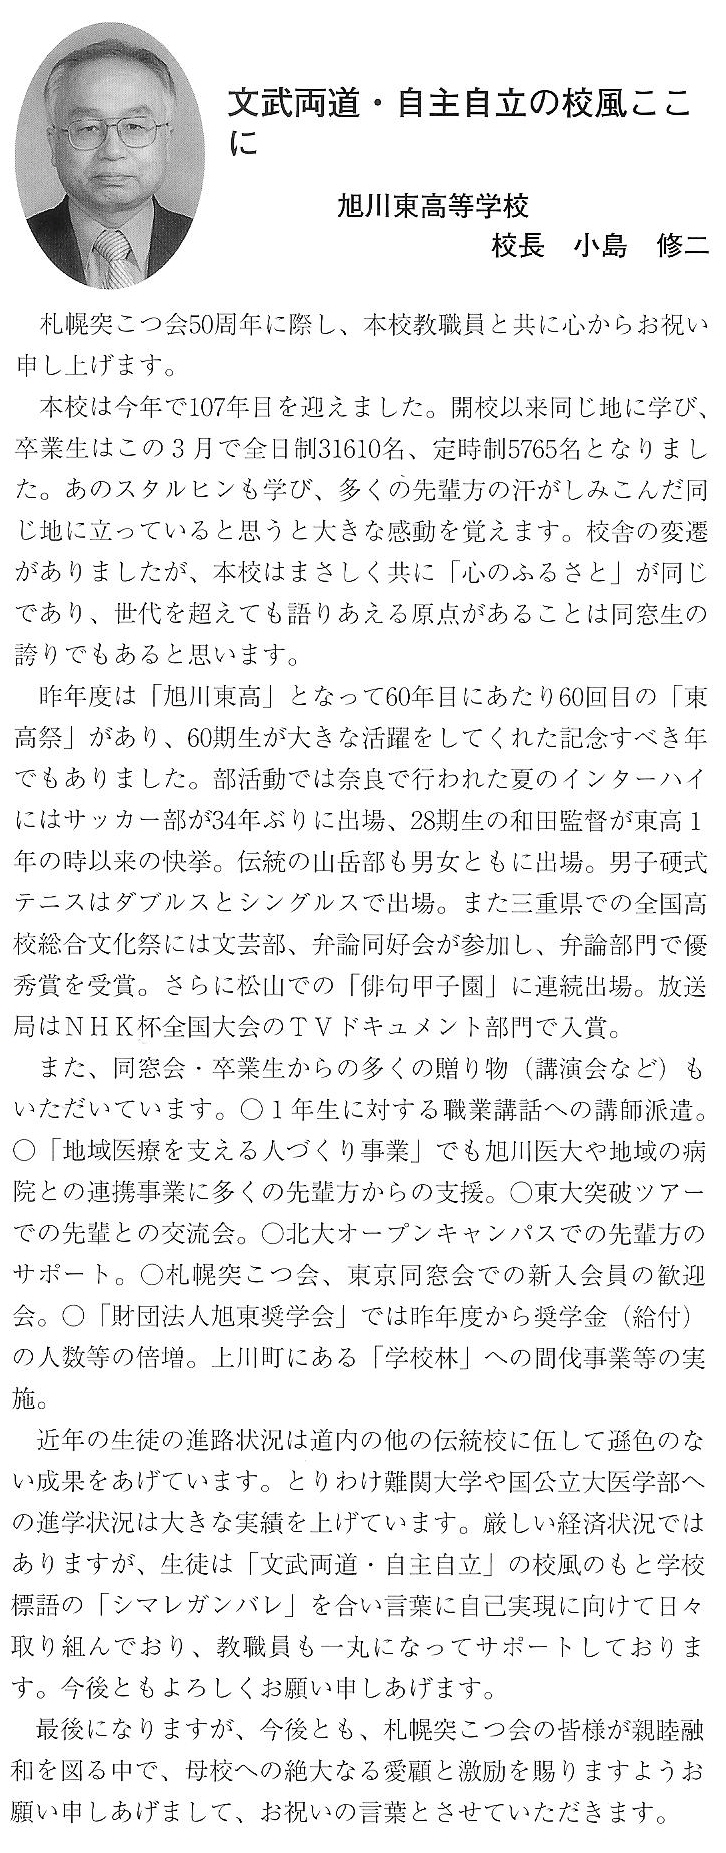 文武両道・自主自立の校風ここ
に
旭川東高等学校
校長　小島　修二
　札幌突こつ会50周年に際し、本校教職員と共に心からお祝い
申し上げます。
　本校は今年で107年目を迎えました。開校以来同じ地に学び、
卒業生はこの３月で全日制31610名、定時制5765名となりまし
た。あのスタルヒンも学び、多くの先輩方の汗がしみこんだ同
じ地に立っていると思うと大きな感動を覚えます。校舎の変遷
がありましたが、本校はまさしく共に「心のふるさと」が同じ
であり、世代を超えても語りあえる原点があることは同窓生の
誇りでもあると思います。
　昨年度は「旭川東高」となって60年目にあたり60回目の「東
高祭」があり、60期生が大きな活躍をしてくれた記念すべき年
でもありました。部活動では奈良で行われた夏のインターハイ
にはサッカー部が34年ぶりに出場、28期生の和田監督が東高１
年の時以来の快挙。伝統の山岳部も男女ともに出場。男子硬式
テニスはダブルスとシングルスで出場。また三重県での全国高
校総合文化祭には文芸部、弁論同好会が参加し、弁論部門で優
秀賞を受賞。さらに松山での「俳句甲子園」に連続出場。放送
局はＮＨＫ杯全国大会のＴＶドキュメント部門で入賞。
　また、同窓会・卒業生からの多くの贈り物（講演会など）も
いただいています。○１年生に対する職業講話への講師派遣。
○「地域医療を支える人づくり事業」でも旭川医大や地域の病
院との連携事業に多くの先輩方からの支援。○東大突破ツアー
での先輩との交流会。○北大オープンキャンパスでの先輩方の
サポート。○札幌突こつ会、東京同窓会での新入会員の歓迎
会。○「財団法人旭東奨学会」では昨年度から奨学金（給付）
の人数等の倍増。上川町にある「学校林」への間伐事業等の実
施。
　近年の生徒の進路状況は道内の他の伝統校に伍して遜色のな
い成果をあげています。とりわけ難関大学や国公立大医学部へ
の進学状況は大きな実績を上げています。厳しい経済状況では
ありますが、生徒は「文武両道・自主自立」の校風のもと学校
標語の「シマレガンバレ」を合い言葉に自己実現に向けて日々
取り組んでおり、教職員も一丸になってサポートしておりま
す。今後ともよろしくお願い申しあげます。
　最後になりますが、今後とも、札幌突こつ会の皆様が親睦融
和を図る中で、母校への絶大なる愛顧と激励を賜りますようお
願い申しあげまして、お祝いの言葉とさせていただきます。